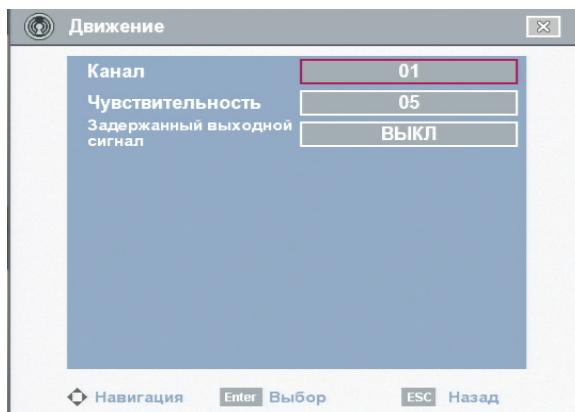 Движение
Канал 01
Чувствительность 05
Задержанный выходной
сигнал ВЫКЛ
Навигация Enter Выбор ESC Назад